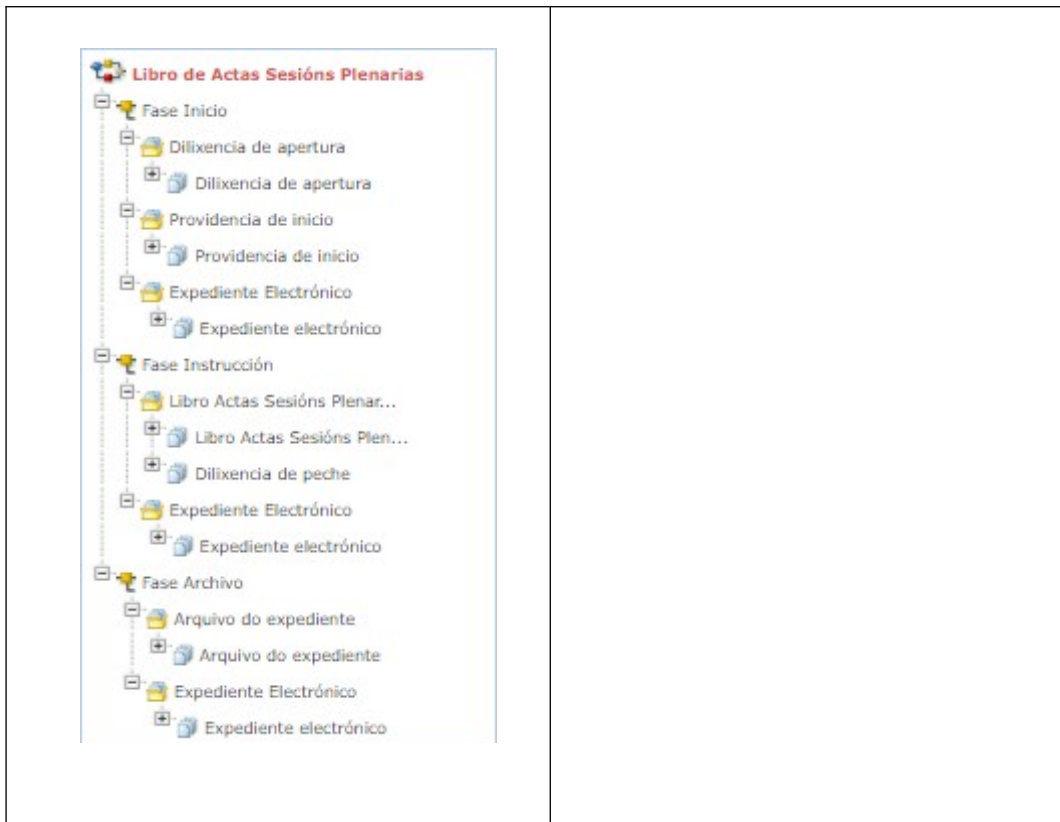 Libro de Actas Sesións Plenarias
Fase Inicio
Dilixencia de apertura
Dilixencia de apertura
Providencia de inicio
Providencia de inicio
Expediente Electrónico
Expediente electrónico
Fase Instrucción
Libro Actas Sesións Plenar...
Libro Actas Sesións Plen...
Dilixencia de peche
Expediente Electrónico
Expediente electrónico
Fase Archivo
Arquivo do expediente
Arquivo do expediente
Expediente Electrónico
Expediente electrónico